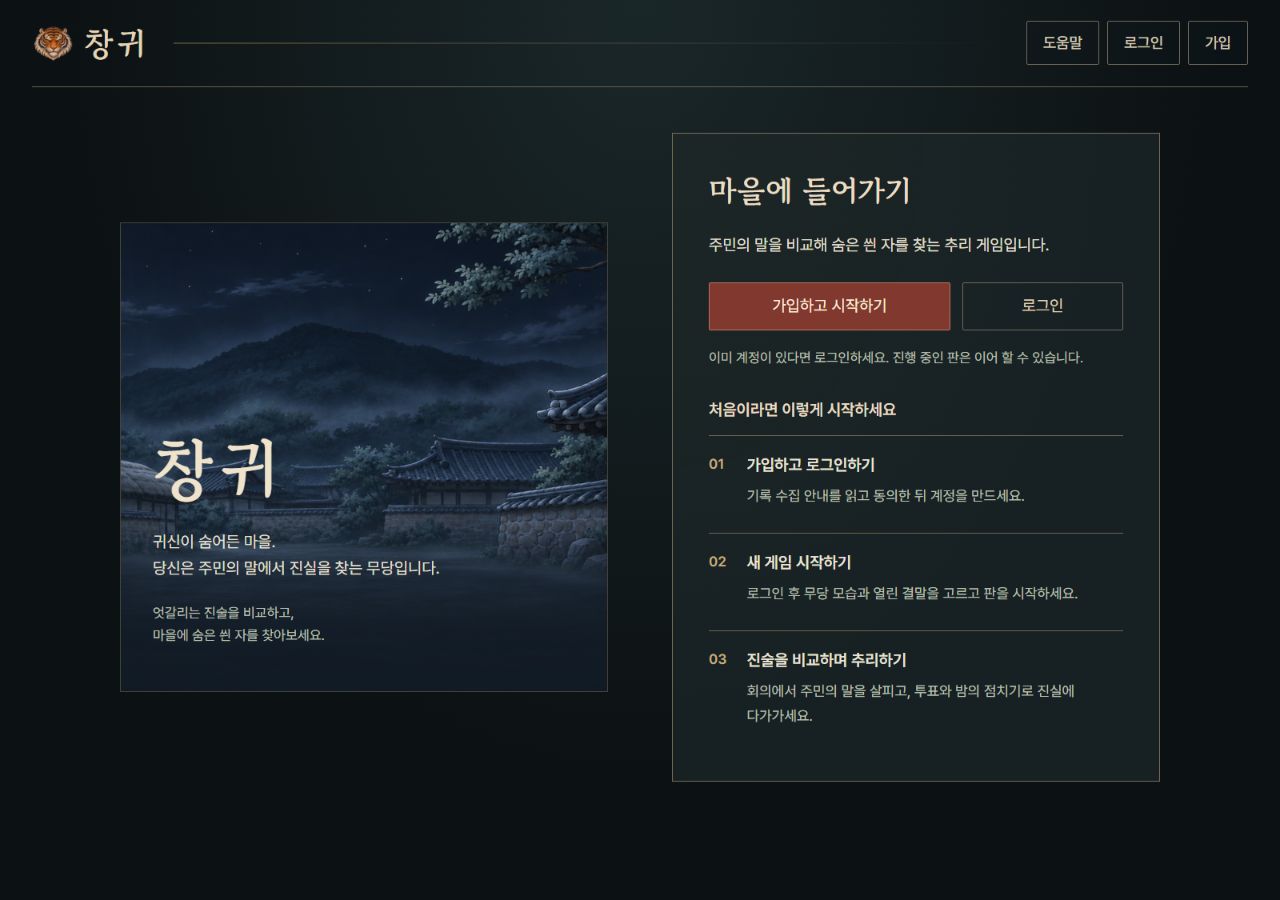 창귀
도움말
로그인
가입
창귀
귀신이 숨어든 마을.
당신은 주민의 말에서 진실을 찾는 무당입니다.
엇갈리는 진술을 비교하고,
마을에 숨은 씐 자를 찾아보세요.
마을에 들어가기
주민의 말을 비교해 숨은 씐 자를 찾는 추리 게임입니다.
가입하고 시작하기
로그인
이미 계정이 있다면 로그인하세요. 진행 중인 판은 이어 할 수 있습니다.
처음이라면 이렇게 시작하세요
01 가입하고 로그인하기
기록 수집 안내를 읽고 동의한 뒤 계정을 만드세요.
02 새 게임 시작하기
로그인 후 무당 모습과 열린 결말을 고르고 판을 시작하세요.
03 진술을 비교하며 추리하기
회의에서 주민의 말을 살피고, 투표와 밤의 점치기로 진실에
다가가세요.